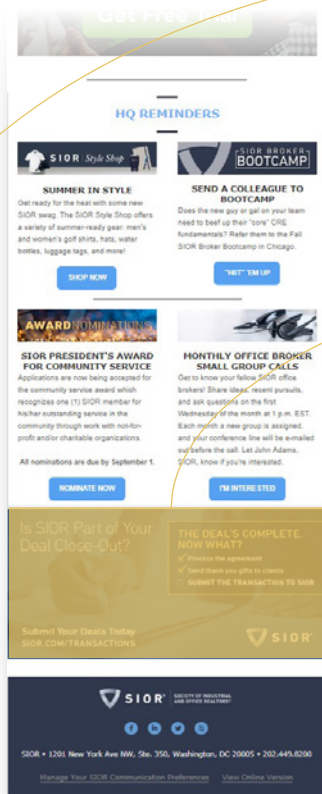 Get Free Trial
HQ REMINDERS
SIOR Style Shop
SUMMER IN STYLE
Get ready for the heat with some new
SIOR swag. The SIOR Style Shop offers
a variety of summer-ready gear: men's
and women's golf shirts, hats, water
bottles, luggage tags, and more!
SHOP NOW
SIOR BROKER
BOOTCAMP
SEND A COLLEAGUE TO
BOOTCAMP
Does the new guy or gal on your team
need to beef up their "core" CRE
fundamentals? Refer them to the Fall
SIOR Broker Bootcamp in Chicago.
"HIIT" 'EM UP
AWARD NOMINATIONS
SIOR PRESIDENT'S AWARD
FOR COMMUNITY SERVICE
Applications are now being accepted for
the community service award which
recognizes one (1) SIOR member for
his/her outstanding service in the
community through work with not-for-
profit and/or charitable organizations.
All nominations are due by September 1.
NOMINATE NOW
MONTHLY OFFICE BROKER
SMALL GROUP CALLS
Get to know your fellow SIOR office
brokers! Share ideas, recent pursuits,
and ask questions on the first
Wednesday of the month at 1 p.m. EST.
Each month a new group is assigned,
and your conference line will be e-mailed
out before the call. Let John Adams,
SIOR, know if you're interested.
I'M INTERESTED
Is SIOR Part of Your
Deal Close-Out?
Submit Your Deals Today
SIOR.COM/TRANSACTIONS
THE DEAL'S COMPLETE.
NOW WHAT?
Process the agreement
Send thank you gifts to clients
SUBMIT THE TRANSACTION TO SIOR
SIOR
SIOR SOCIETY OF INDUSTRIAL
AND OFFICE REALTORS®
SIOR • 1201 New York Ave NW, Ste. 350, Washington, DC 20005 • 202.449.8200
Manage Your SIOR Communication Preferences View Online Version